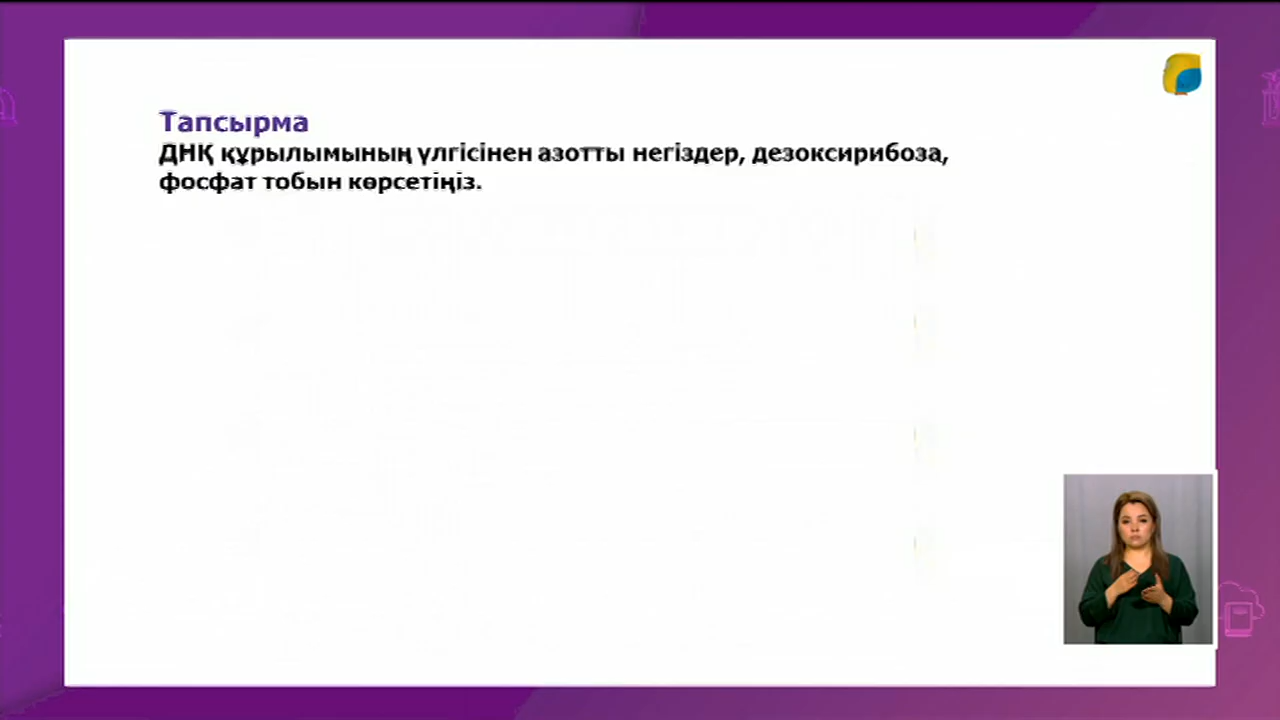 Тапсырма
ДНҚ құрылымының үлгісінен азотты негіздер, дезоксирибоза,
фосфат тобын көрсетіңіз.